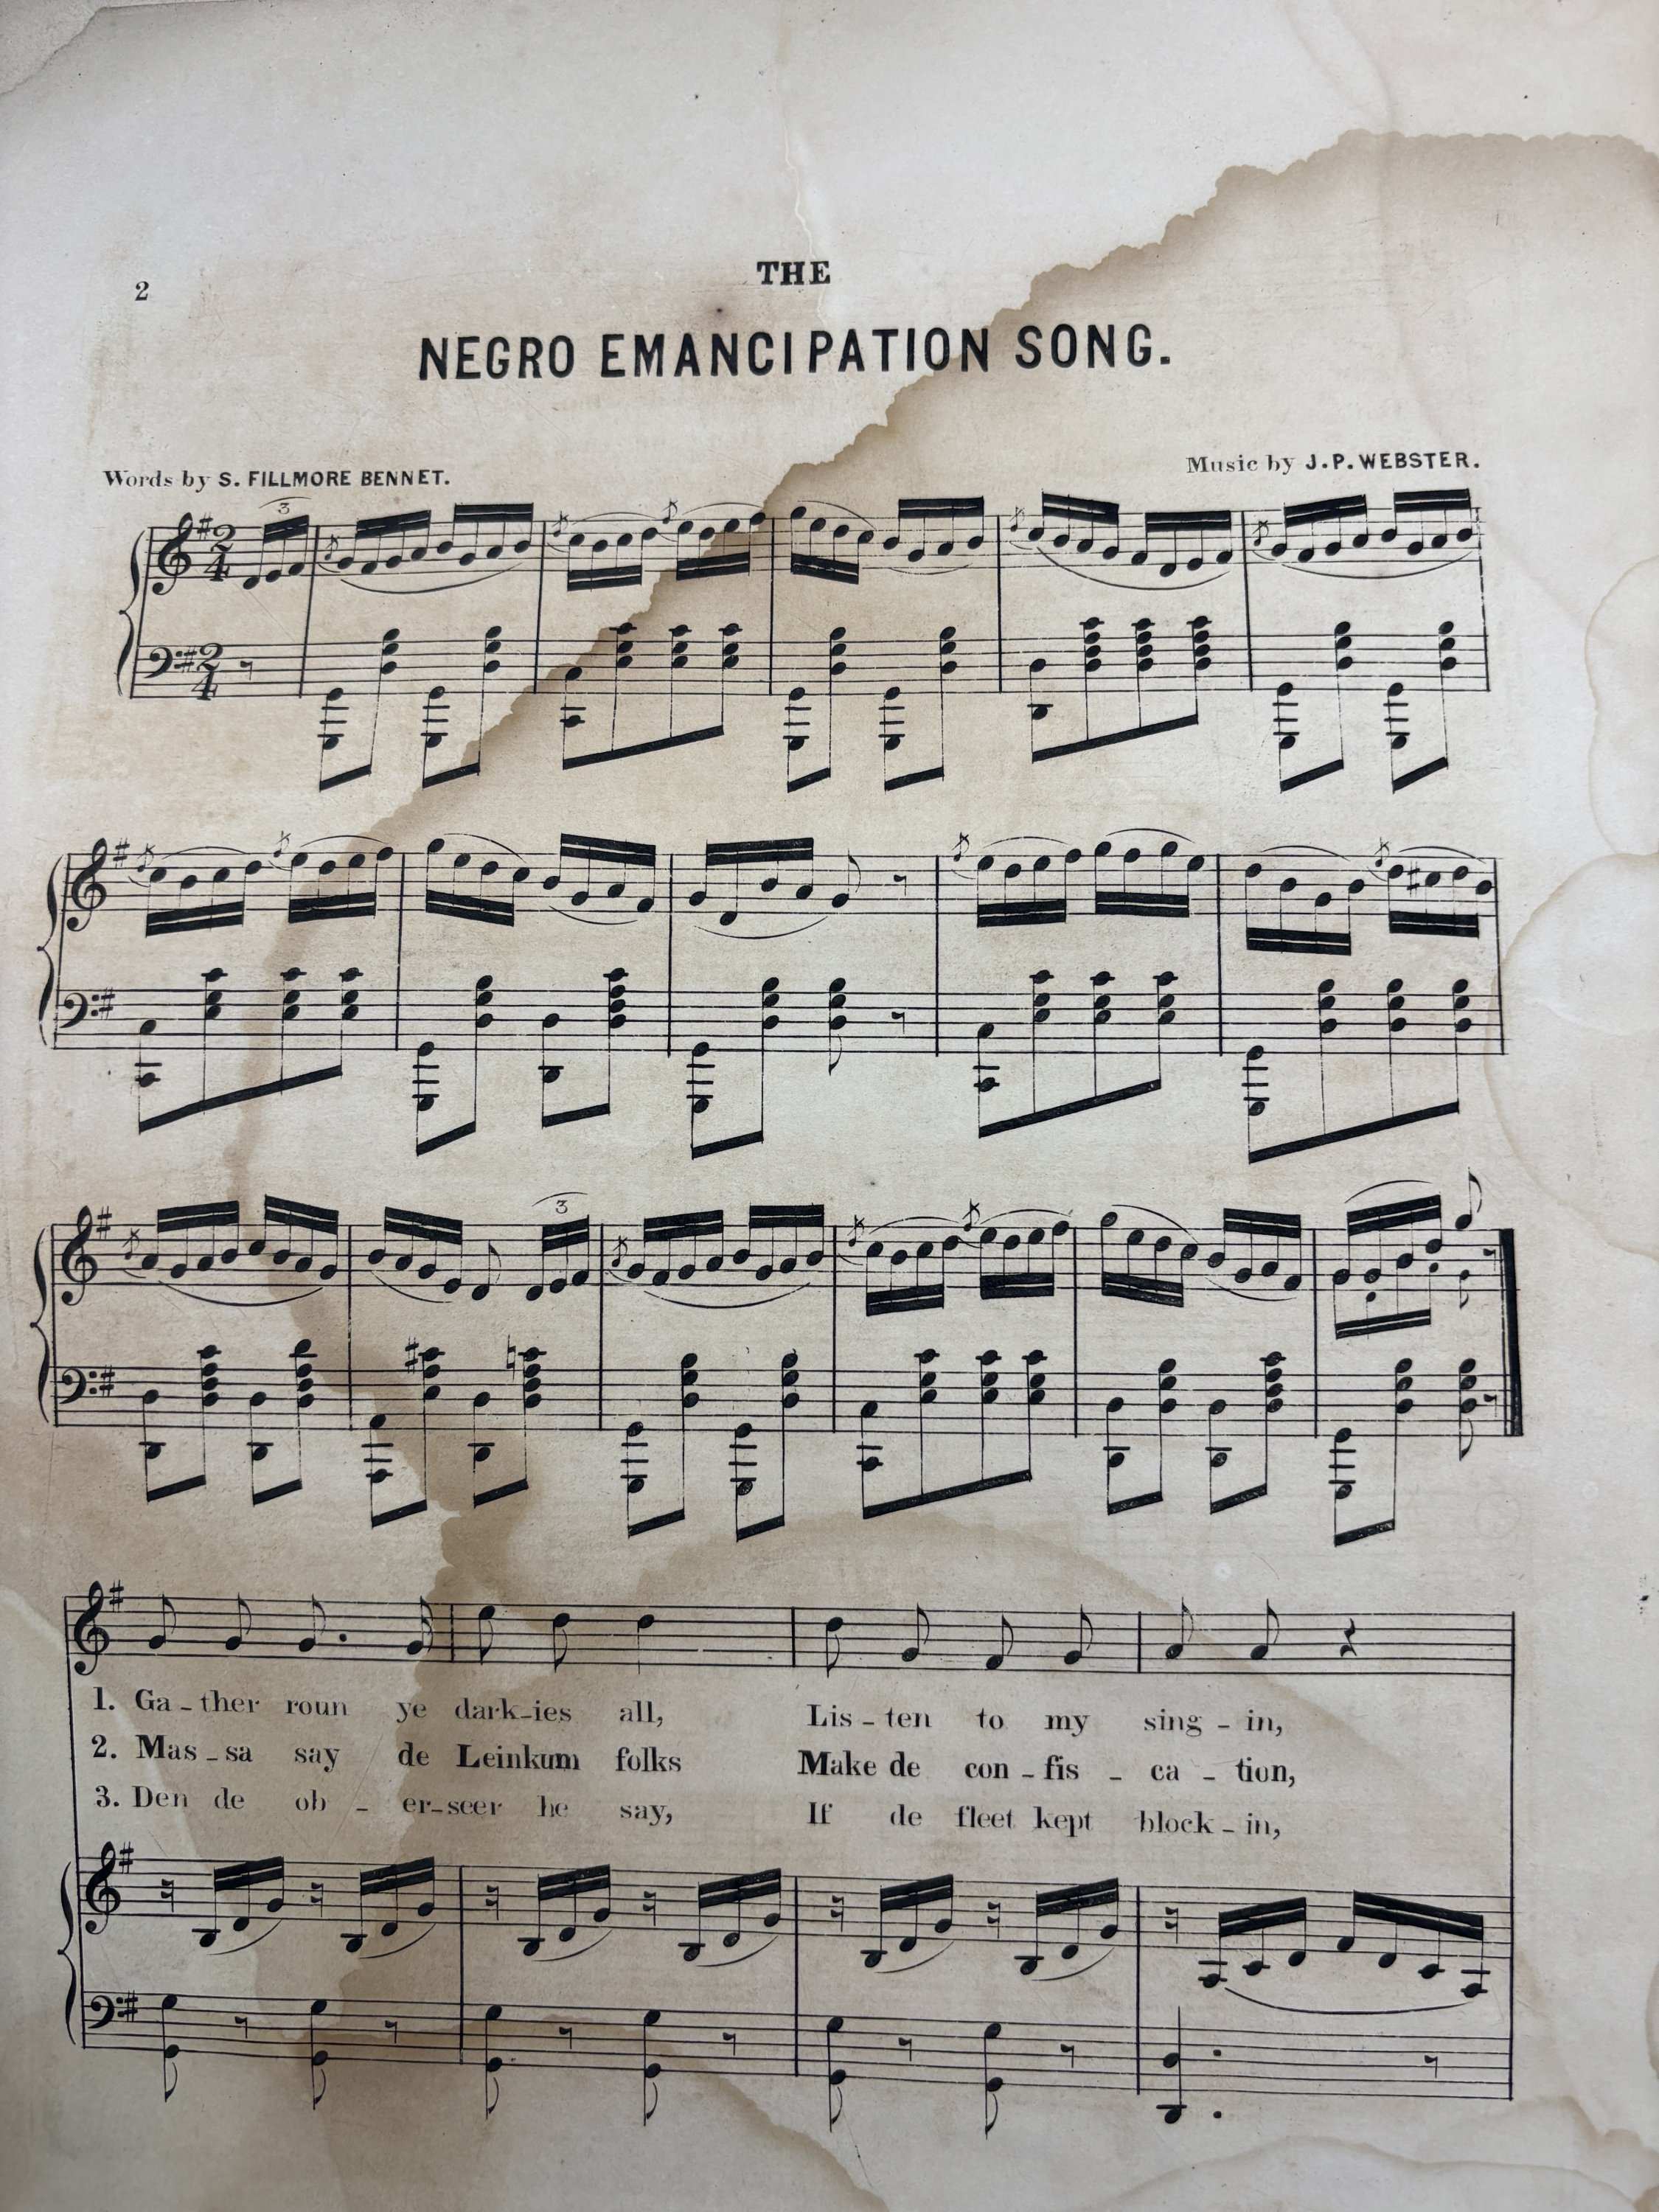 2
THE
NEGRO EMANCIPATION SONG.
Words by S. FILLMORE BENNET.
Music by J.P. WEBSTER.
3
3
1. Ga - ther roun ye dark-ies all, Lis - ten to my sing - in,
2. Mas - sa say de Leinkum folks Make de con - fis - ca - tion,
3. Den de ob - er-seer he say, If de fleet kept block - in,